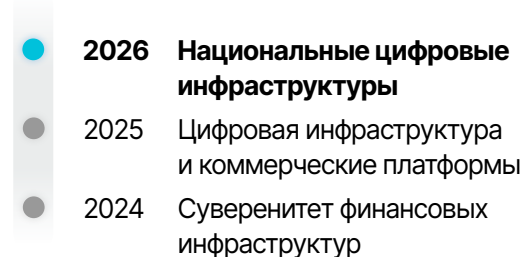 2026 Национальные цифровые
инфраструктуры
2025 Цифровая инфраструктура
и коммерческие платформы
2024 Суверенитет финансовых
инфраструктур